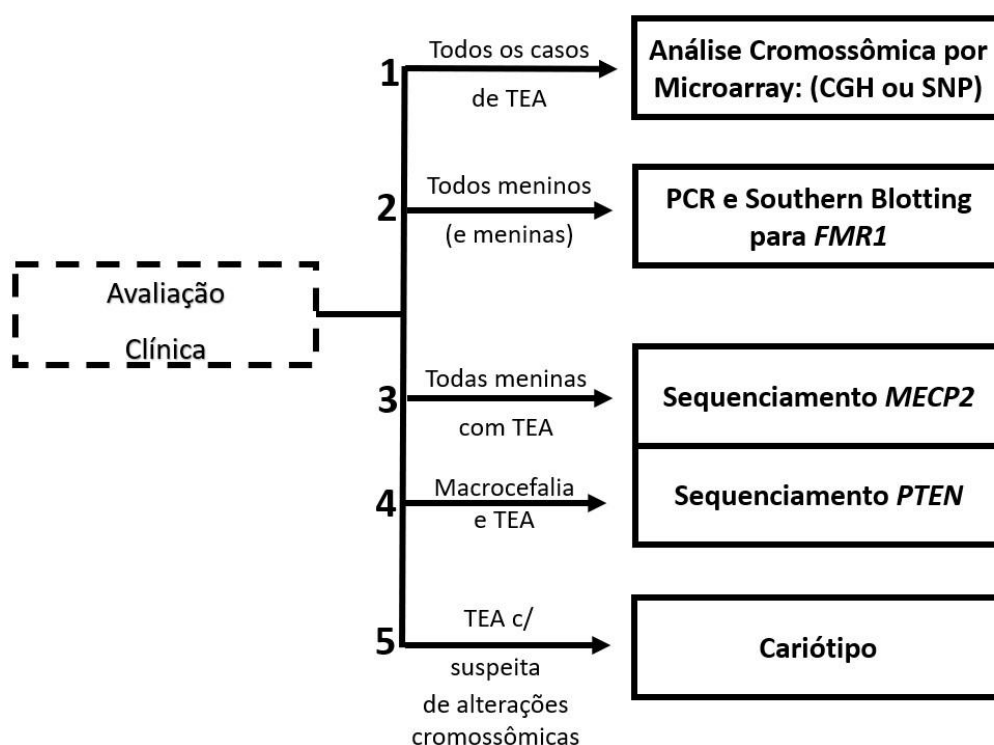 Avaliação
Clínica
1
Todos os casos
de TEA
Análise Cromossômica por
Microarray: (CGH ou SNP)
2
Todos meninos
(e meninas)
PCR e Southern Blotting
para FMR1
3
Todas meninas
com TEA
Sequenciamento MECP2
4
Macrocefalia
e TEA
Sequenciamento PTEN
5
TEA c/
suspeita
de alterações
cromossômicas
Cariótipo